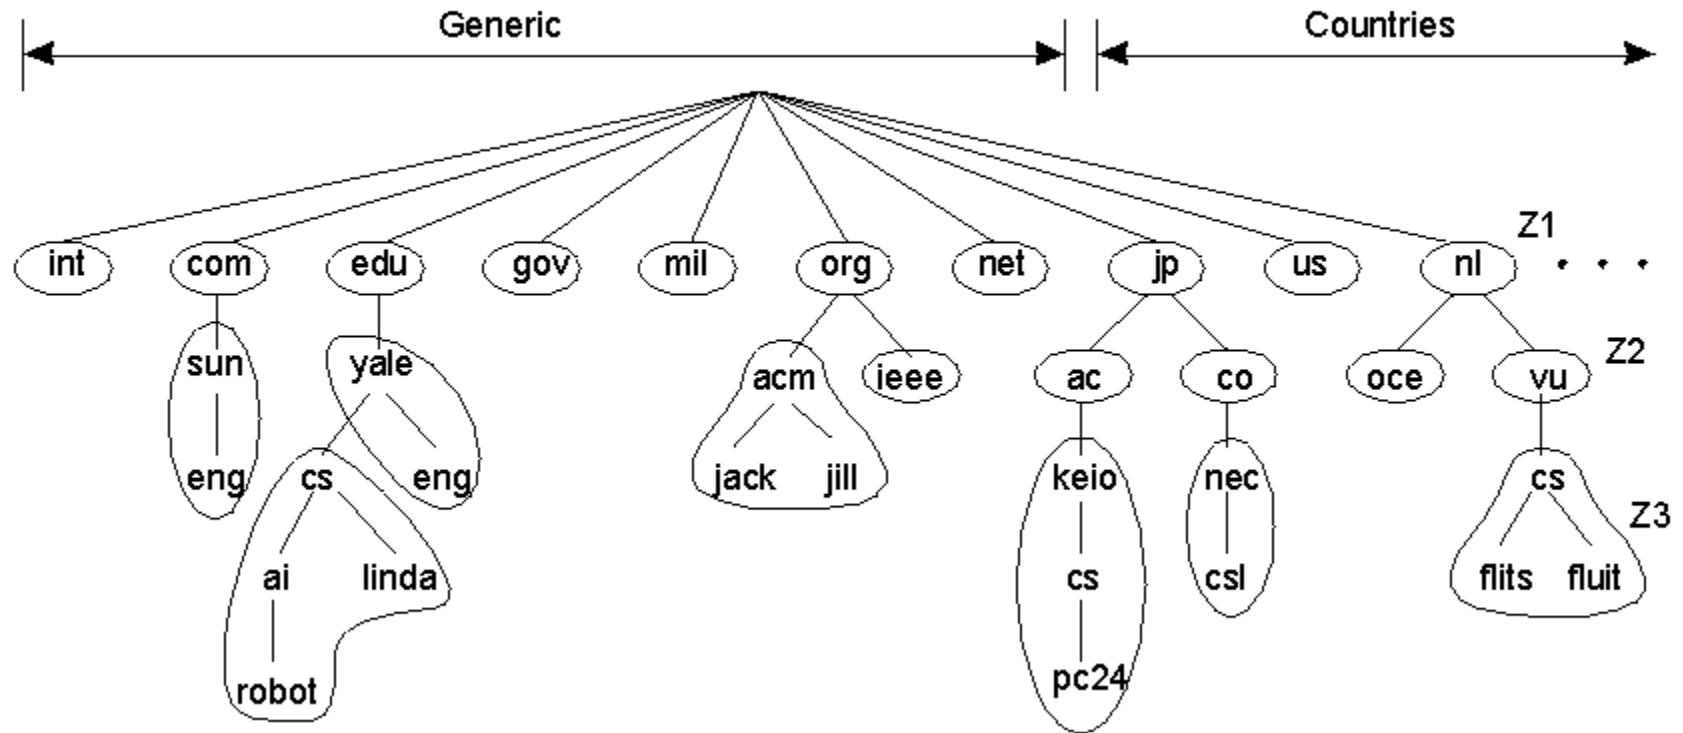 Generic Countries
Z1
int com edu gov mil org net jp us nl . . .
Z2
sun yale acm ieee ac co oce vu
eng cs eng jack jill keio nec cs
Z3
ai linda cs csl flits fluit
robot pc24